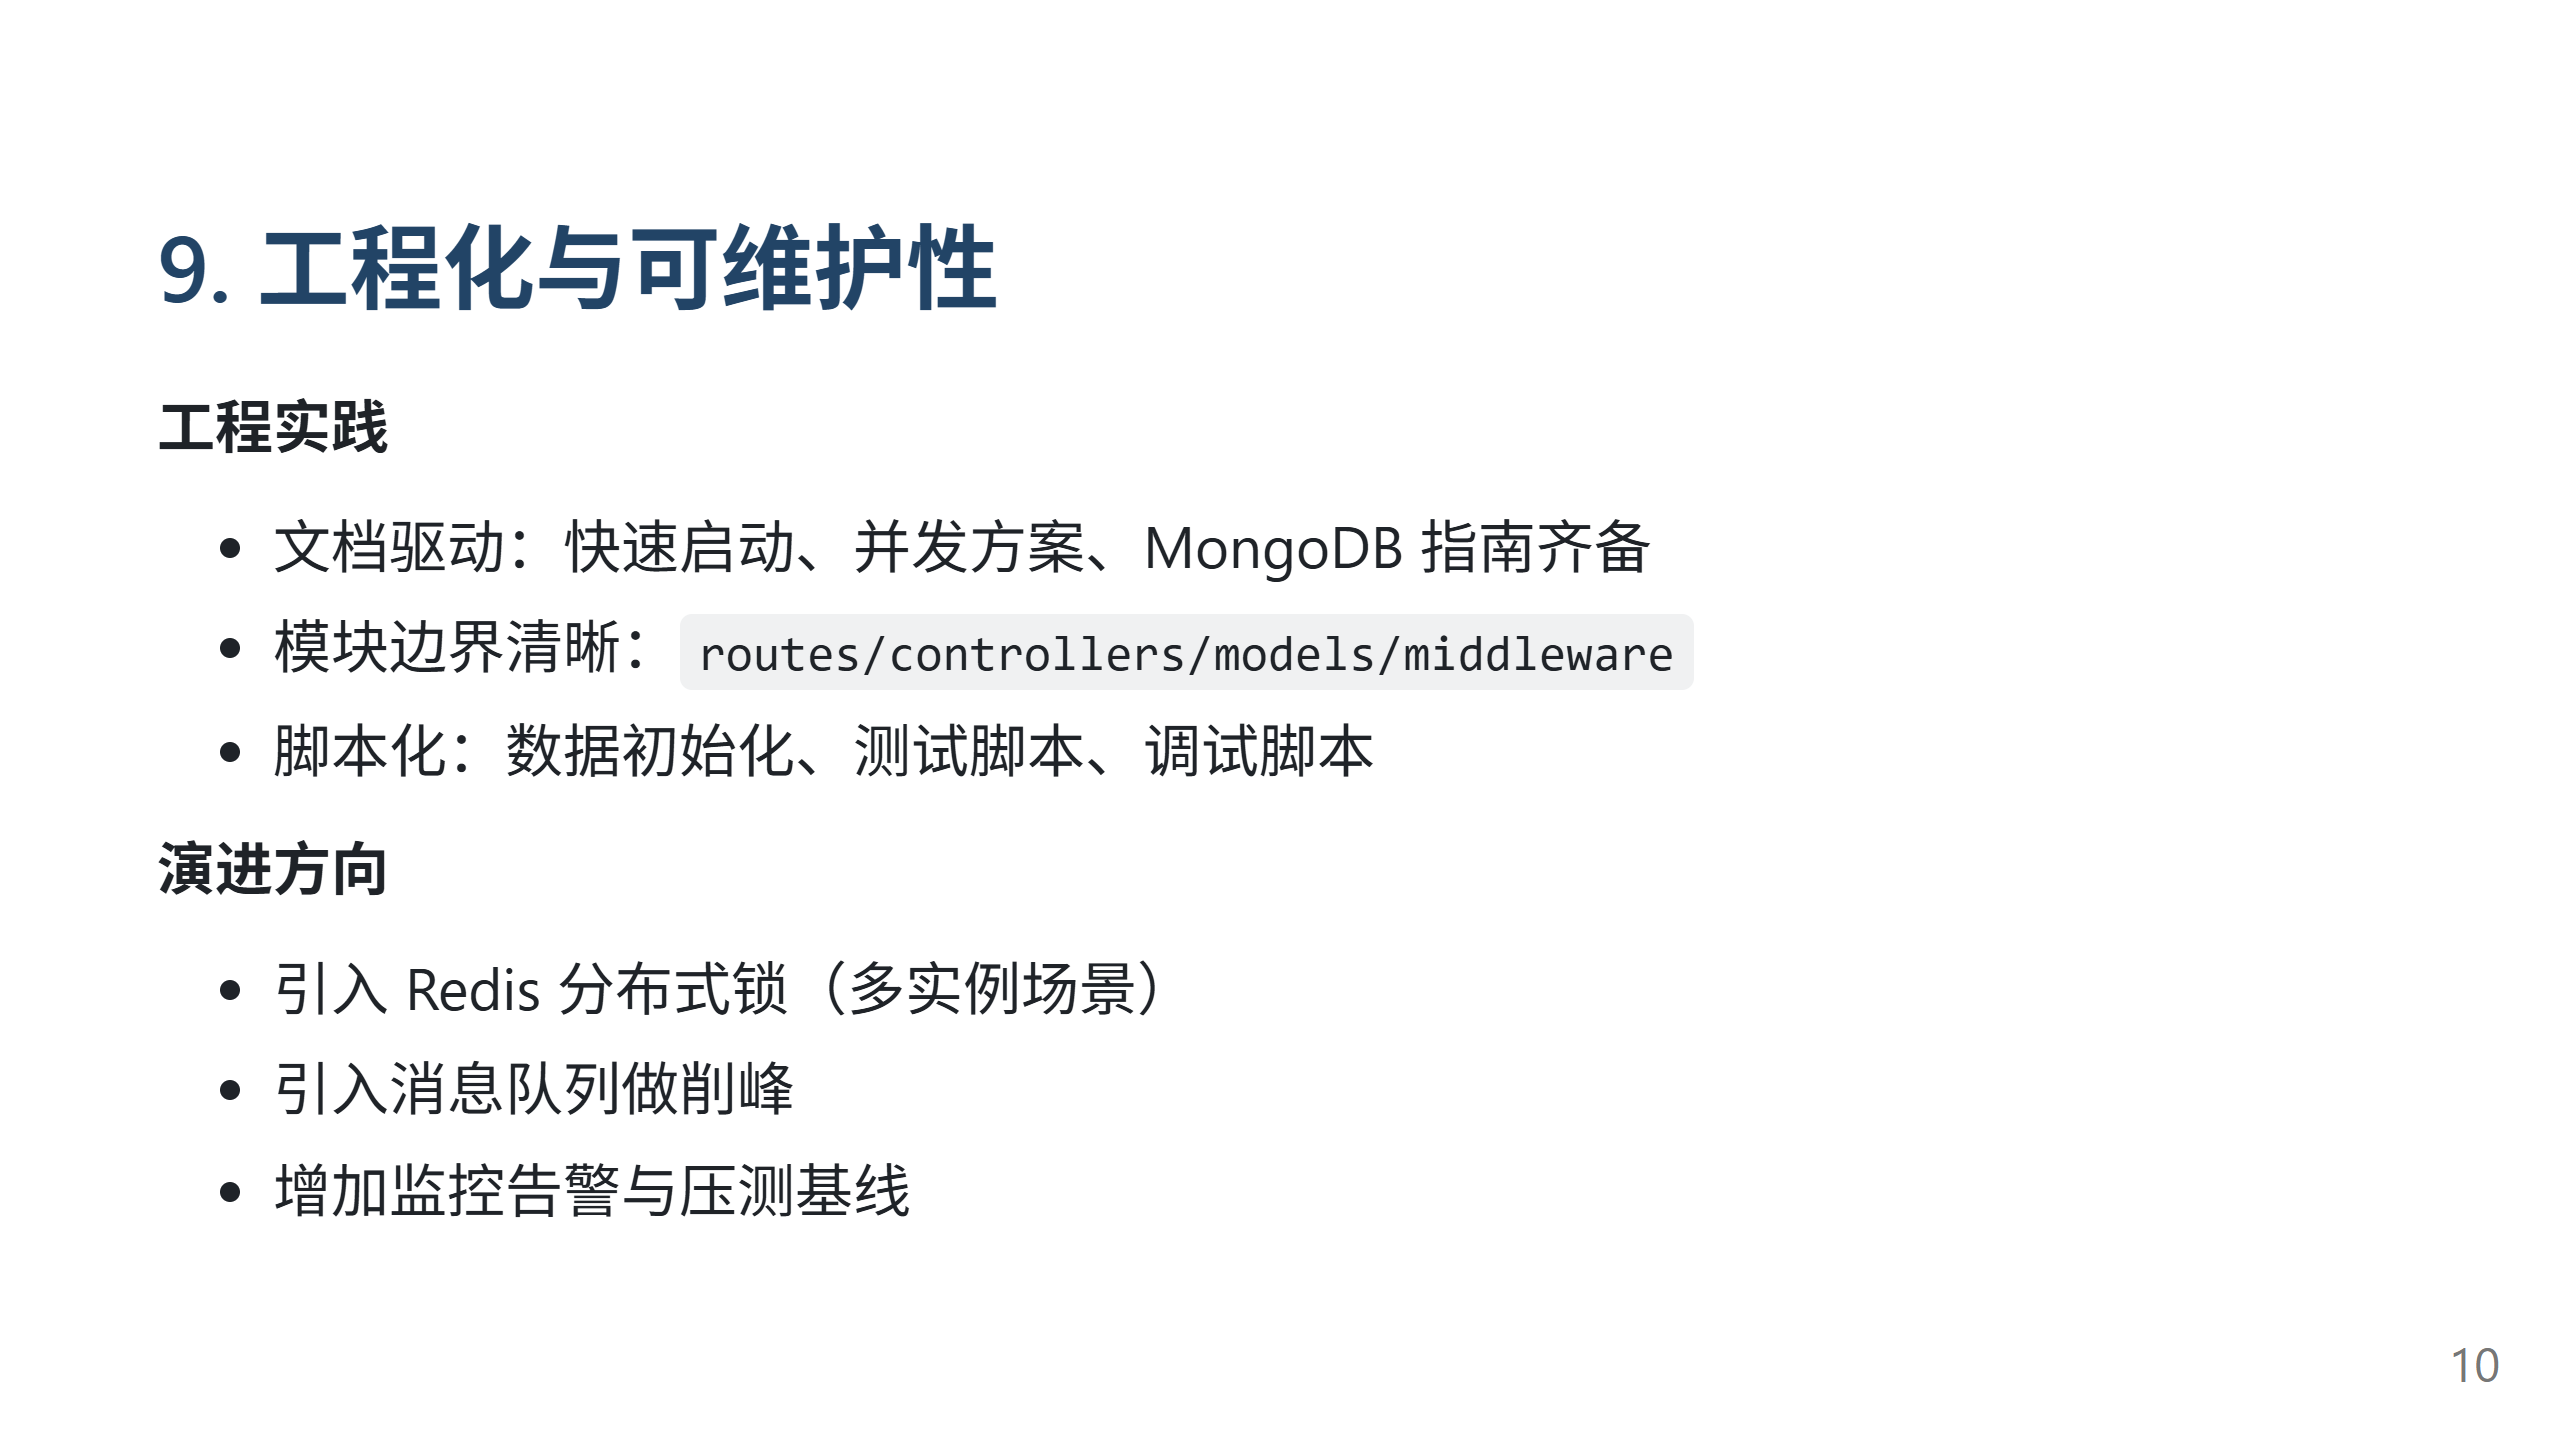 9. 工程化与可维护性
工程实践
• 文档驱动：快速启动、并发方案、MongoDB 指南齐备
• 模块边界清晰：routes/controllers/models/middleware
• 脚本化：数据初始化、测试脚本、调试脚本
演进方向
• 引入 Redis 分布式锁（多实例场景）
• 引入消息队列做削峰
• 增加监控告警与压测基线
10